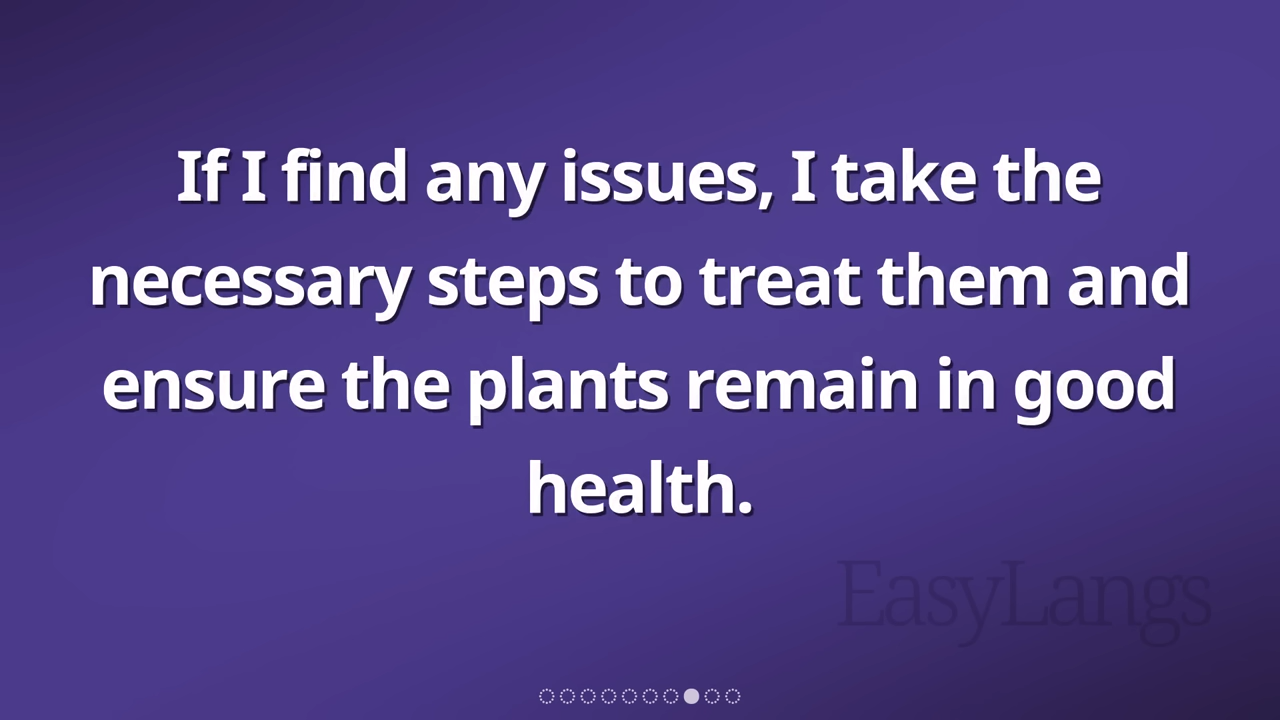 If I find any issues, I take the
necessary steps to treat them and
ensure the plants remain in good
health.
EasyLangs